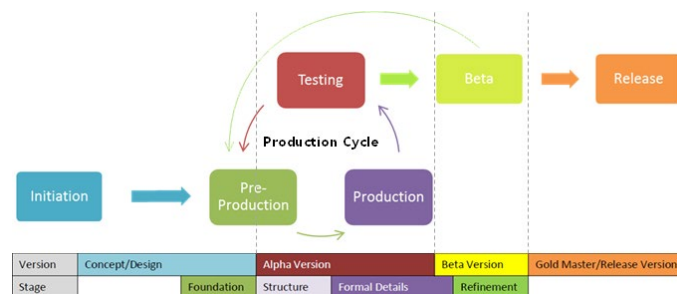 Testing
Beta
Release
Production Cycle
Initiation
Pre-
Production
Production
Version Concept/Design Alpha Version Beta Version Gold Master/Release Version
Stage Foundation Structure Formal Details Refinement